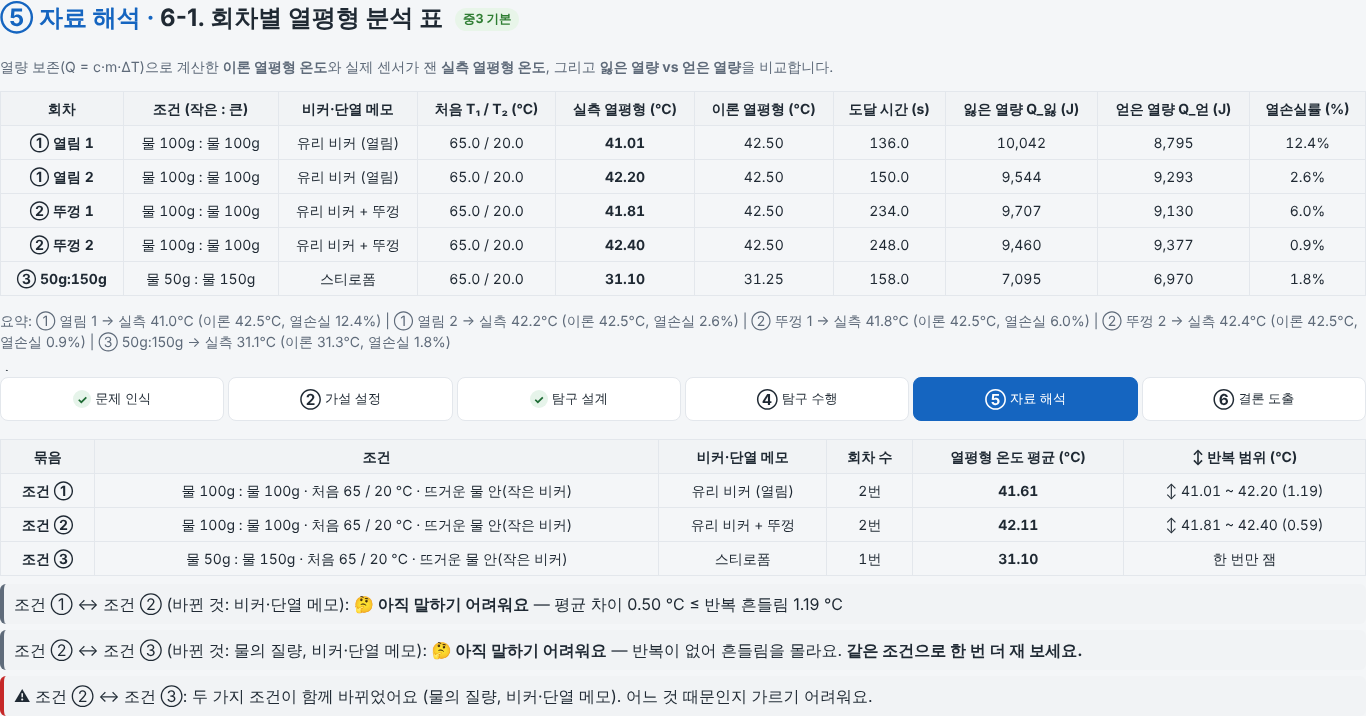 ⑤ 자료 해석 · 6-1. 회차별 열평형 분석 표 중3 기본
열량 보존(Q = c·m·ΔT)으로 계산한 이론 열평형 온도와 실제 센서가 잰 실측 열평형 온도, 그리고 잃은 열량 vs 얻은 열량을 비교합니다.
회차 조건 (작은 : 큰) 비커·단열 메모 처음 T₁ / T₂ (°C) 실측 열평형 (°C) 이론 열평형 (°C) 도달 시간 (s) 잃은 열량 Q_잃 (J) 얻은 열량 Q_얻 (J) 열손실률 (%)
① 열림 1 물 100g : 물 100g 유리 비커 (열림) 65.0 / 20.0 41.01 42.50 136.0 10,042 8,795 12.4%
① 열림 2 물 100g : 물 100g 유리 비커 (열림) 65.0 / 20.0 42.20 42.50 150.0 9,544 9,293 2.6%
② 뚜껑 1 물 100g : 물 100g 유리 비커 + 뚜껑 65.0 / 20.0 41.81 42.50 234.0 9,707 9,130 6.0%
② 뚜껑 2 물 100g : 물 100g 유리 비커 + 뚜껑 65.0 / 20.0 42.40 42.50 248.0 9,460 9,377 0.9%
③ 50g:150g 물 50g : 물 150g 스티로폼 65.0 / 20.0 31.10 31.25 158.0 7,095 6,970 1.8%
요약: ① 열림 1 → 실측 41.0°C (이론 42.5°C, 열손실 12.4%) | ① 열림 2 → 실측 42.2°C (이론 42.5°C, 열손실 2.6%) | ② 뚜껑 1 → 실측 41.8°C (이론 42.5°C, 열손실 6.0%) | ② 뚜껑 2 → 실측 42.4°C (이론 42.5°C,
열손실 0.9%) | ③ 50g:150g → 실측 31.1°C (이론 31.3°C, 열손실 1.8%)
.
✓ 문제 인식 ② 가설 설정 ✓ 탐구 설계 ④ 탐구 수행 ⑤ 자료 해석 ⑥ 결론 도출
묶음 조건 비커·단열 메모 회차 수 열평형 온도 평균 (°C) ↕ 반복 범위 (°C)
조건 ① 물 100g : 물 100g · 처음 65 / 20 °C · 뜨거운 물 안(작은 비커) 유리 비커 (열림) 2번 41.61 ↕ 41.01 ~ 42.20 (1.19)
조건 ② 물 100g : 물 100g · 처음 65 / 20 °C · 뜨거운 물 안(작은 비커) 유리 비커 + 뚜껑 2번 42.11 ↕ 41.81 ~ 42.40 (0.59)
조건 ③ 물 50g : 물 150g · 처음 65 / 20 °C · 뜨거운 물 안(작은 비커) 스티로폼 1번 31.10 한 번만 잼
조건 ① ↔ 조건 ② (바뀐 것: 비커·단열 메모): 🤔 아직 말하기 어려워요 — 평균 차이 0.50 °C ≤ 반복 흔들림 1.19 °C
조건 ② ↔ 조건 ③ (바뀐 것: 물의 질량, 비커·단열 메모): 🤔 아직 말하기 어려워요 — 반복이 없어 흔들림을 몰라요. 같은 조건으로 한 번 더 재 보세요.
⚠ 조건 ② ↔ 조건 ③: 두 가지 조건이 함께 바뀌었어요 (물의 질량, 비커·단열 메모). 어느 것 때문인지 가르기 어려워요.